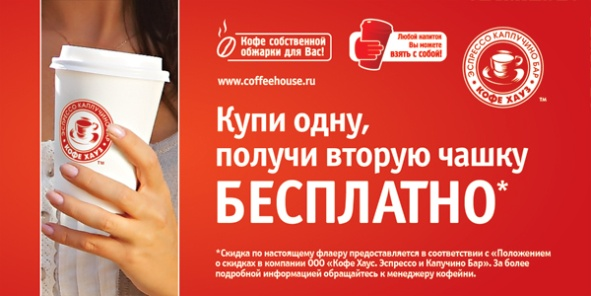 Кофе собственной
обжарки для Вас!
Любой напиток
Вы можете
взять с собой!
ЭСПРЕССО КАПУЧИНО БАР
КОФЕ ХАУЗ
™
www.coffeehouse.ru
ЭСПРЕССО КАПУЧИНО БАР
КОФЕ ХАУЗ
™
Купи одну,
получи вторую чашку
БЕСПЛАТНО*
*Скидка по настоящему флаеру предоставляется в соответствии с «Положением
о скидках в компании ООО «Кофе Хаус. Эспрессо и Капучино Бар». За более
подробной информацией обращайтесь к менеджеру кофейни.